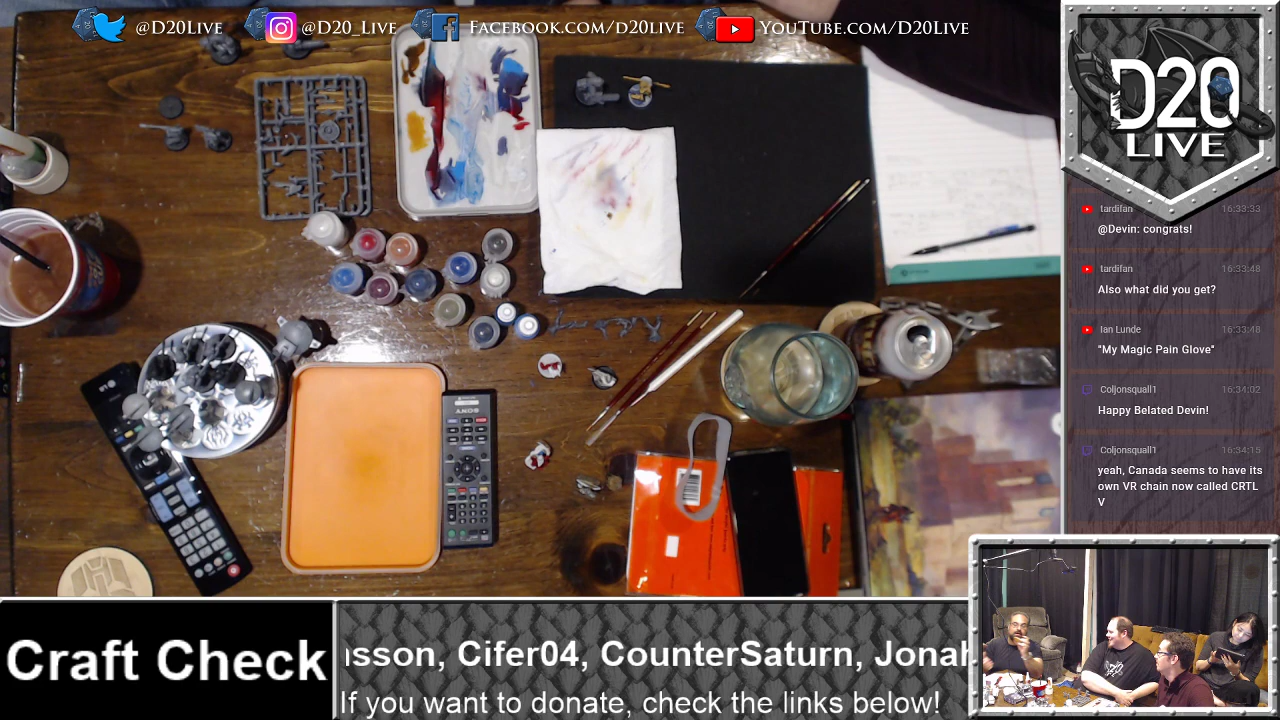 @D20Live
@D20_Live
Facebook.com/d20live
YouTube.com/D20Live
D20
LIVE
tardifan 16:33:33
@Devin: congrats!
tardifan 16:33:48
Also what did you get?
Ian Lunde 16:33:48
"My Magic Pain Glove"
Coljonsquall1 16:34:02
Happy Belated Devin!
Coljonsquall1 16:34:15
yeah, Canada seems to have its
own VR chain now called CRTL
V
SONY
Craft Check
sson, Cifer04, CounterSaturn, Jonah
If you want to donate, check the links below!